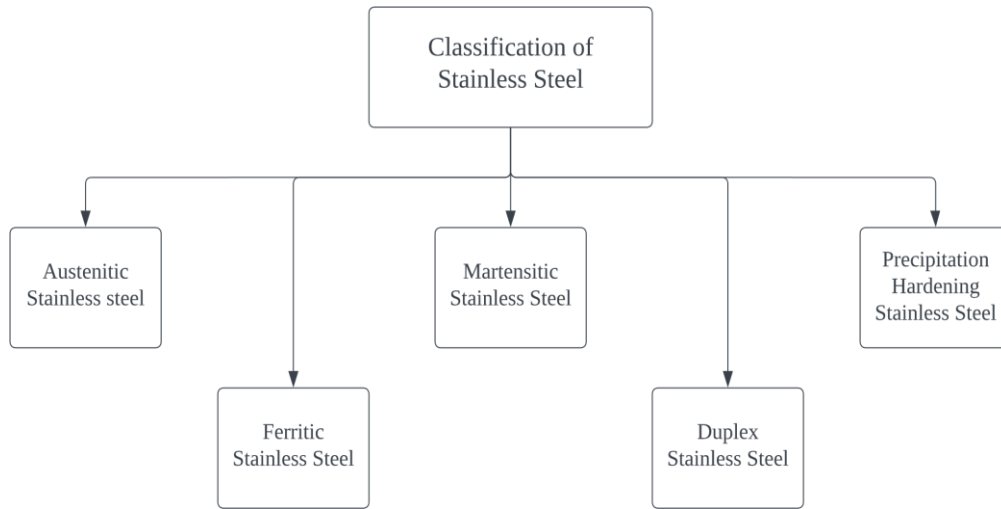 Classification of
Stainless Steel
Austenitic
Stainless steel
Martensitic
Stainless Steel
Precipitation
Hardening
Stainless Steel
Ferritic
Stainless Steel
Duplex
Stainless Steel